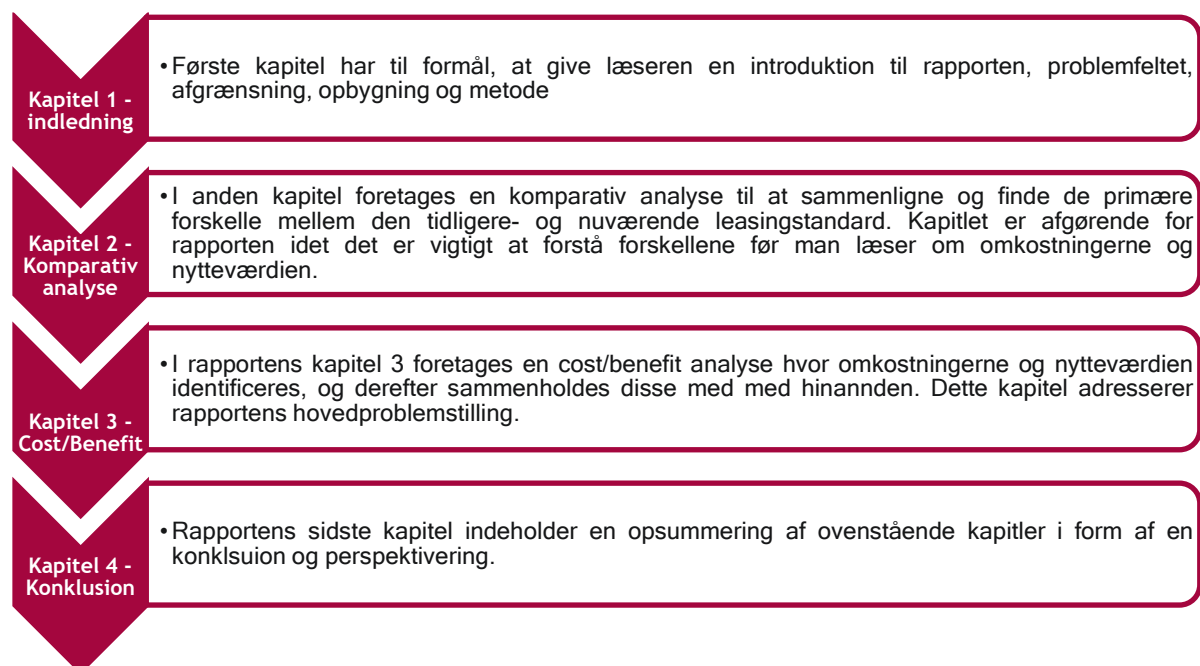 Kapitel 1 -
indledning
•Første kapitel har til formål, at give læseren en introduktion til rapporten, problemfeltet,
afgrænsning, opbygning og metode
Kapitel 2 -
Komparativ
analyse
•I anden kapitel foretages en komparativ analyse til at sammenligne og finde de primære
forskelle mellem den tidligere- og nuværende leasingstandard. Kapitlet er afgørende for
rapporten idet det er vigtigt at forstå forskellene før man læser om omkostningerne og
nytteværdien.
Kapitel 3 -
Cost/Benefit
•I rapportens kapitel 3 foretages en cost/benefit analyse hvor omkostningerne og nytteværdien
identificeres, og derefter sammenholdes disse med med hinannden. Dette kapitel adresserer
rapportens hovedproblemstilling.
Kapitel 4 -
Konklusion
•Rapportens sidste kapitel indeholder en opsummering af ovenstående kapitler i form af en
konklsuion og perspektivering.